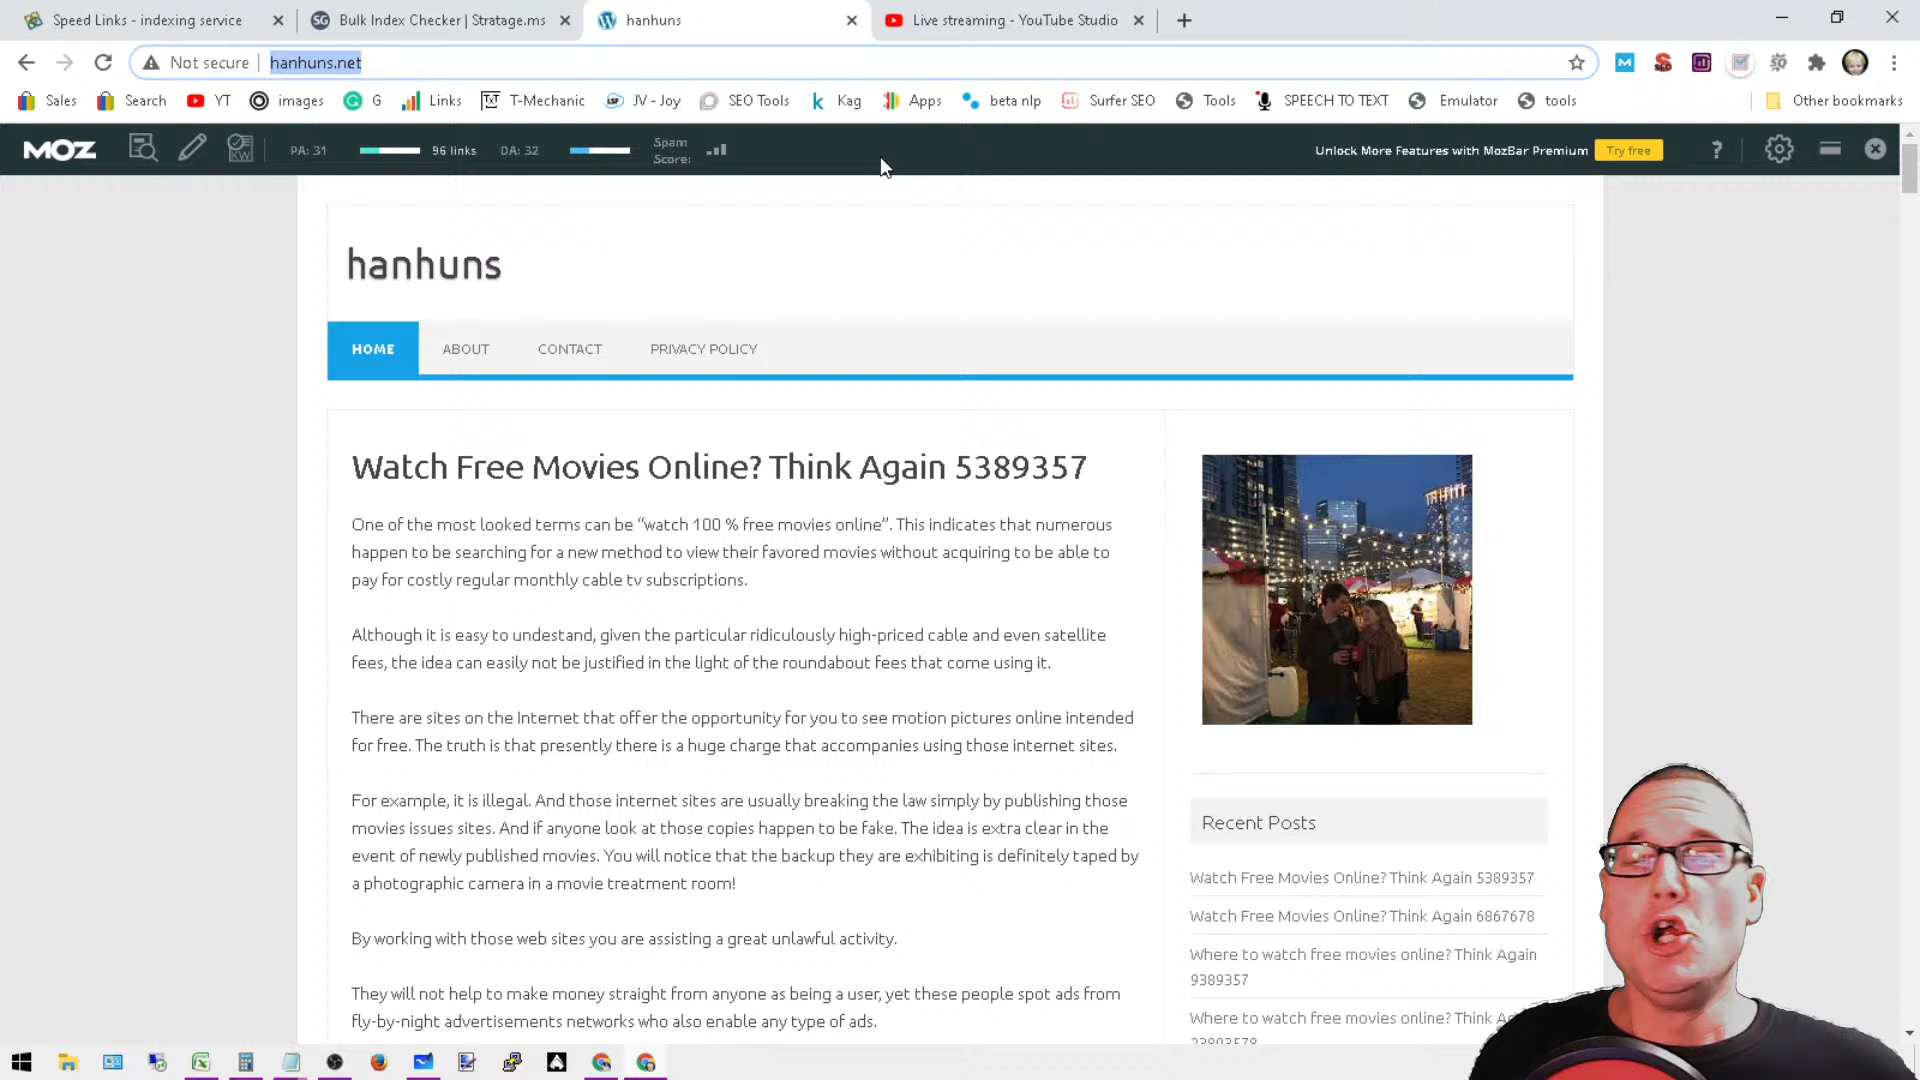 Speed Links - indexing service
Bulk Index Checker | Stratage.ms
hanhuns
Live streaming - YouTube Studio
Not secure
hanhuns.net
Sales
Search
YT
images
G
Links
T-Mechanic
JV - Joy
SEO Tools
Kag
Apps
beta nlp
Surfer SEO
Tools
SPEECH TO TEXT
Emulator
tools
Other bookmarks
MOZ
PA: 31
96 links
DA: 32
Spam
Score:
Unlock More Features with MozBar Premium
Try free
hanhuns
HOME
ABOUT
CONTACT
PRIVACY POLICY
Watch Free Movies Online? Think Again 5389357
One of the most looked terms can be “watch 100 % free movies online”. This indicates that numerous
happen to be searching for a new method to view their favored movies without acquiring to be able to
pay for costly regular monthly cable tv subscriptions.
Although it is easy to undestand, given the particular ridiculously high-priced cable and even satellite
fees, the idea can easily not be justified in the light of the roundabout fees that come using it.
There are sites on the Internet that offer the opportunity for you to see motion pictures online intended
for free. The truth is that presently there is a huge charge that accompanies using those internet sites.
For example, it is illegal. And those internet sites are usually breaking the law simply by publishing those
movies issues sites. And if anyone look at those copies happen to be fake. The idea is extra clear in the
event of newly published movies. You will notice that the backup they are exhibiting is definitely taped by
a photographic camera in a movie treatment room!
By working with those web sites you are assisting a great unlawful activity.
They will not help to make money straight from anyone as being a user, yet these people spot ads from
fly-by-night advertisements networks who also enable any type of ads.
Recent Posts
Watch Free Movies Online? Think Again 5389357
Watch Free Movies Online? Think Again 6867678
Where to watch free movies online? Think Again
9389357
Where to watch free movies online? Think
23893578